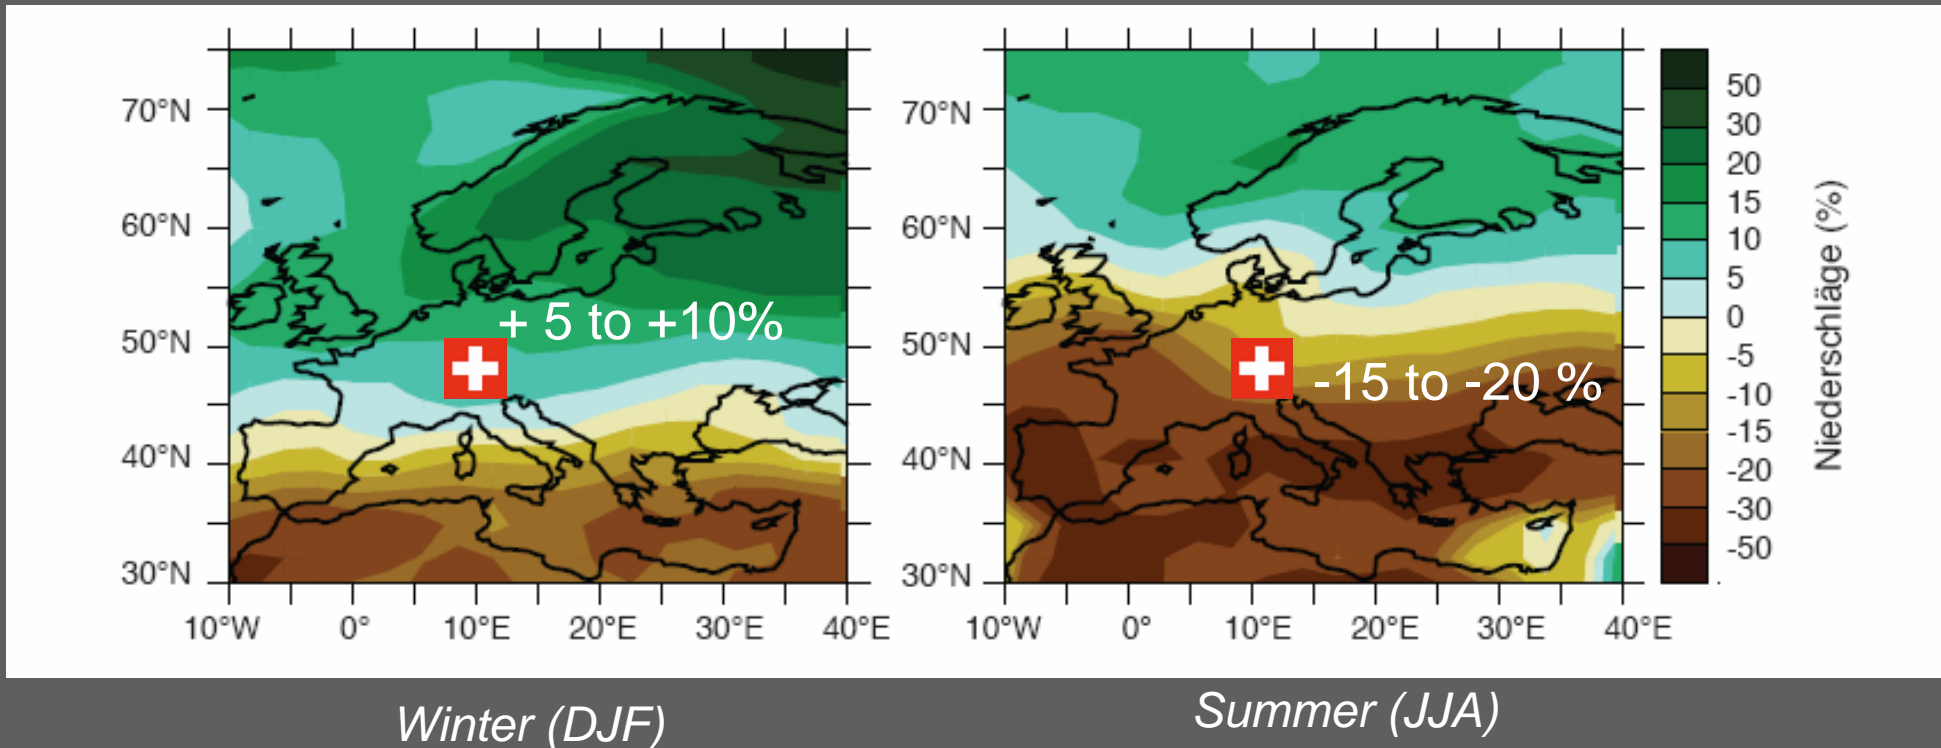 70°N
60°N
50°N
40°N
30°N
10°W 0° 10°E 20°E 30°E 40°E
+ 5 to +10%
Winter (DJF)
70°N
60°N
50°N
40°N
30°N
10°W 0° 10°E 20°E 30°E 40°E
-15 to -20 %
Summer (JJA)
50
30
20
15
10
5
0
-5
-10
-15
-20
-30
-50
Niederschläge (%)